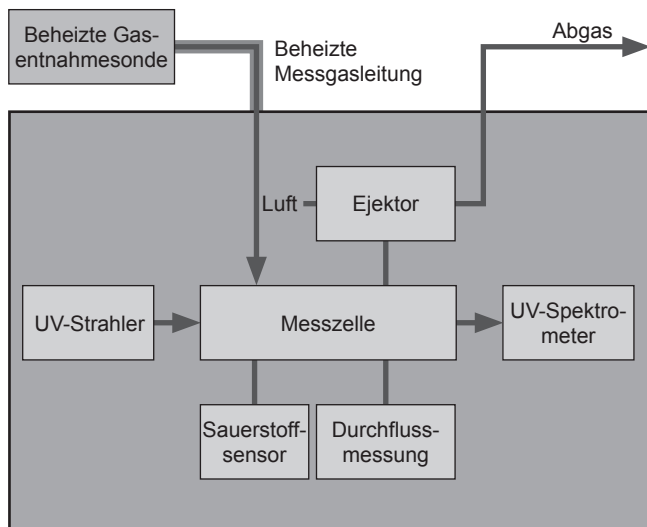 Beheizte Gas-
entnahmesonde
Beheizte
Messgasleitung
Abgas
Luft
Ejektor
UV-Strahler
Messzelle
UV-Spektro-
meter
Sauerstoff-
sensor
Durchfluss-
messung